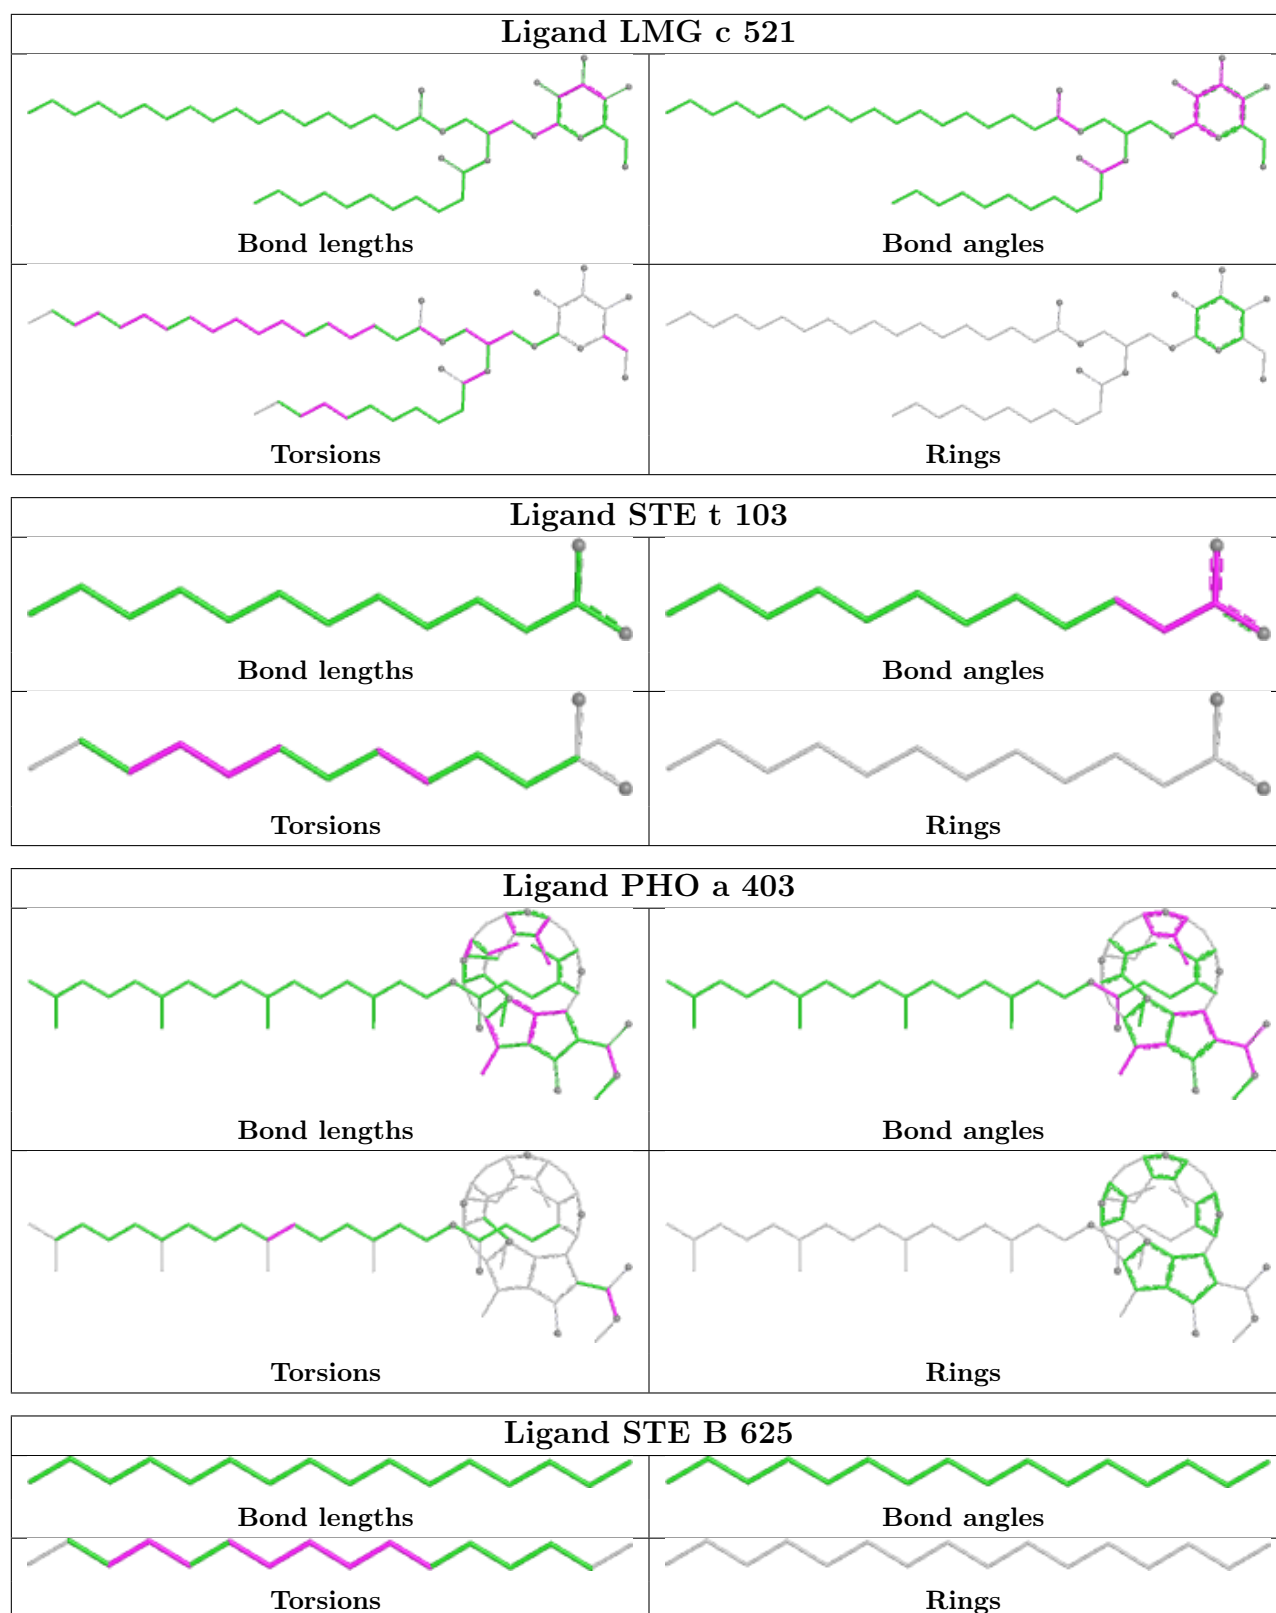 Ligand LMG c 521
Bond lengths
Bond angles
Torsions
Rings
Ligand STE t 103
Bond lengths
Bond angles
Torsions
Rings
Ligand PHO a 403
Bond lengths
Bond angles
Torsions
Rings
Ligand STE B 625
Bond lengths
Bond angles
Torsions
Rings